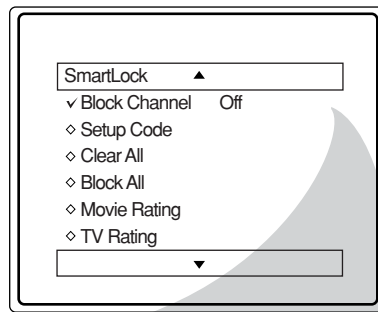 SmartLock ▲
✓ Block Channel Off
◇ Setup Code
◇ Clear All
◇ Block All
◇ Movie Rating
◇ TV Rating
▼